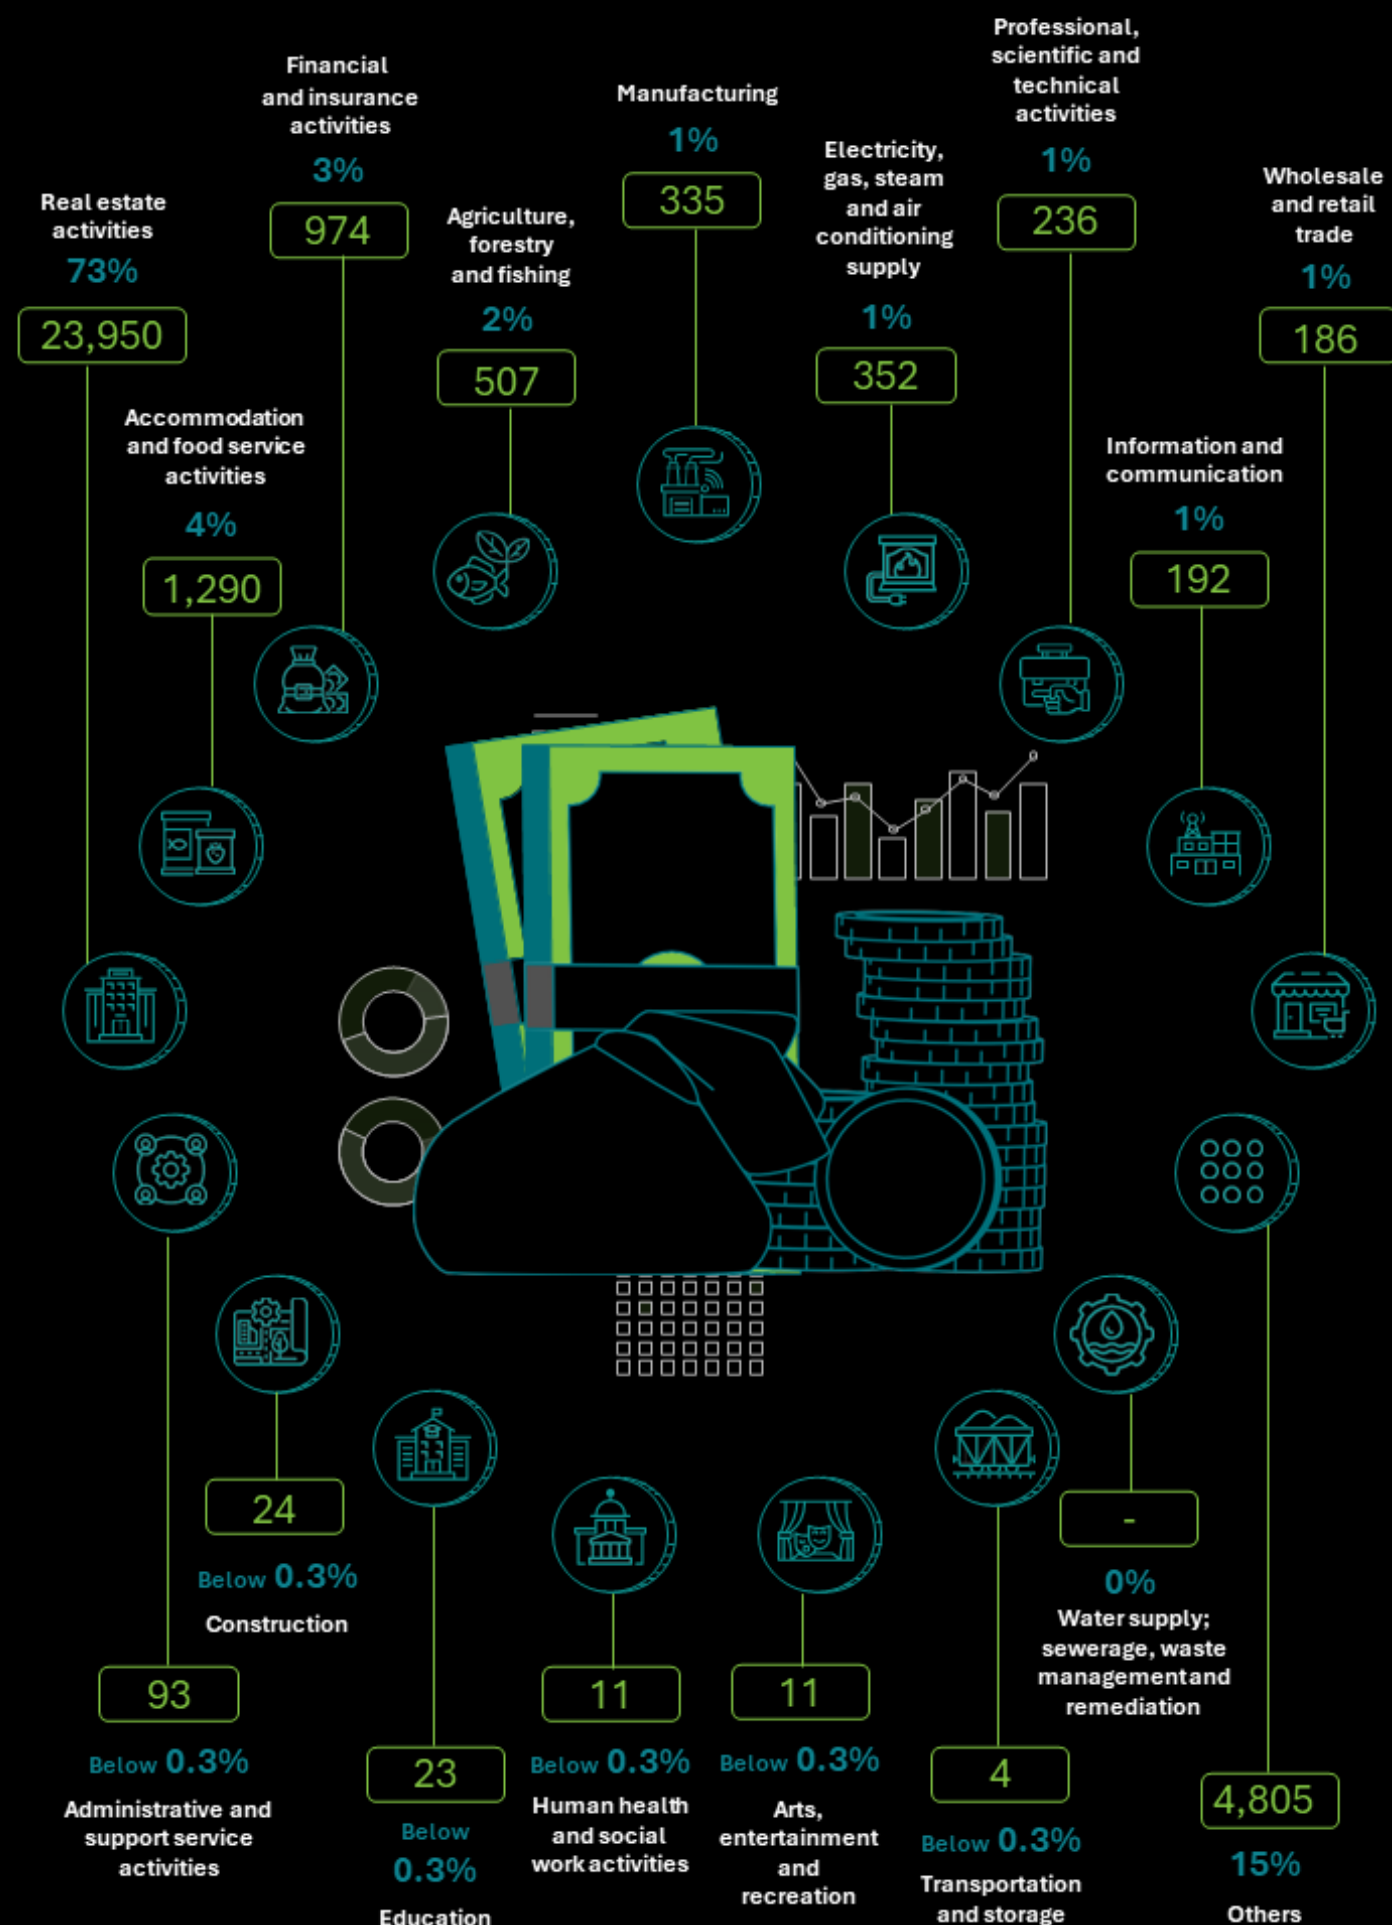 Real estate
activities
73%
23,950
Accommodation
and food service
activities
4%
1,290
Financial
and insurance
activities
3%
974
Agriculture,
forestry
and fishing
2%
507
Manufacturing
1%
335
Electricity,
gas, steam
and air
conditioning
supply
1%
352
Professional,
scientific and
technical
activities
1%
236
Information and
communication
1%
192
Wholesale
and retail
trade
1%
186
93
Below 0.3%
Administrative and
support service
activities
24
Below 0.3%
Construction
23
Below
0.3%
Education
11
Below 0.3%
Human health
and social
work activities
11
Below 0.3%
Arts,
entertainment
and
recreation
4
Below 0.3%
Transportation
and storage
-
0%
Water supply;
sewerage, waste
management and
remediation
4,805
15%
Others